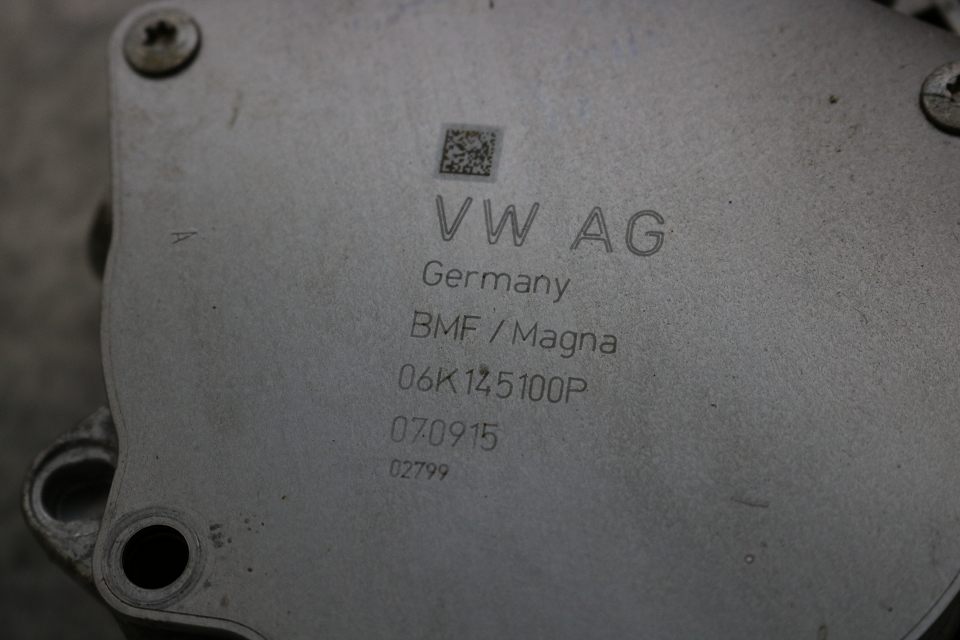 VW AG
Germany
BMF / Magna
06K145100P
070915
02799
A